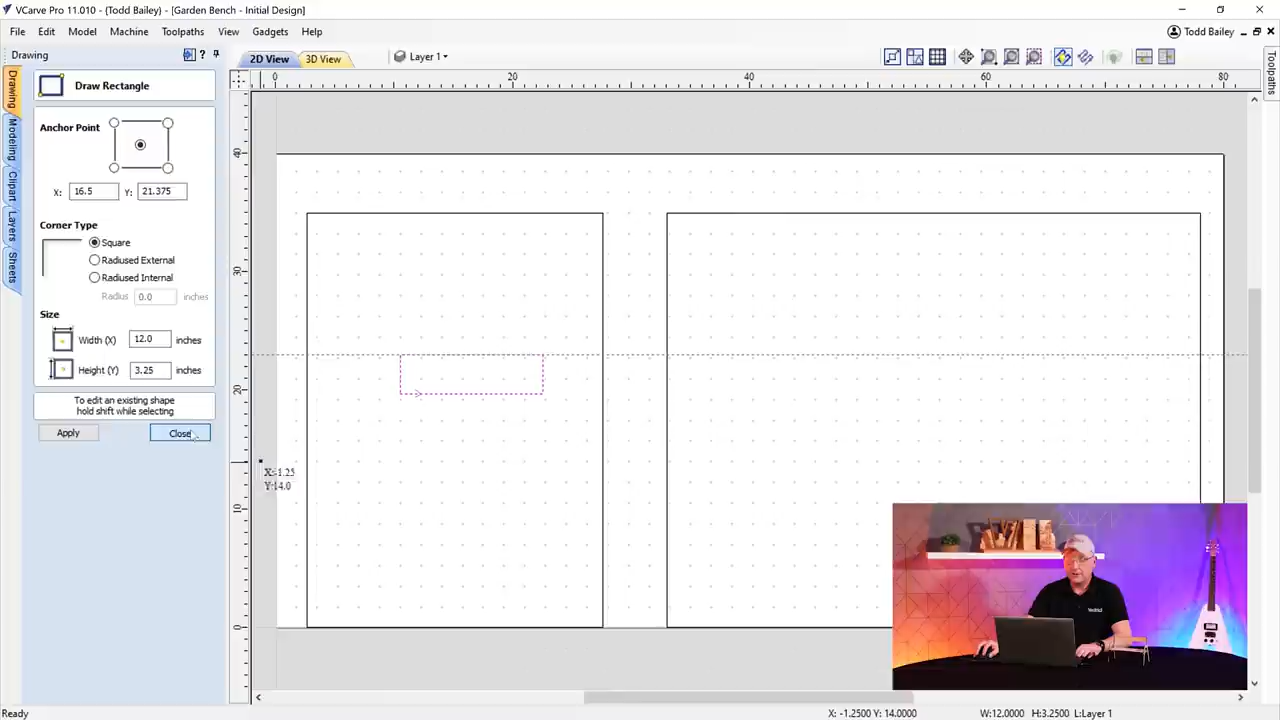 VCarve Pro 11.010 - {Todd Bailey} - [Garden Bench - Initial Design]
File Edit Model Machine Toolpaths View Gadgets Help
Todd Bailey
Drawing
2D View
3D View
Layer 1
Draw Rectangle
Anchor Point
X: 16.5 Y: 21.375
Corner Type
Square
Radiused External
Radiused Internal
Radius 0.0 inches
Size
Width (X) 12.0 inches
Height (Y) 3.25 inches
To edit an existing shape
hold shift while selecting
Apply
Close
Drawing
Modeling
Clipart
Layers
Sheets
Toolpaths
0 20 40 60 80
40
30
20
10
0
X:-1.25
Y:14.0
Ready
X: -1.2500 Y: 14.0000
W:12.0000 H:3.2500 L:Layer 1